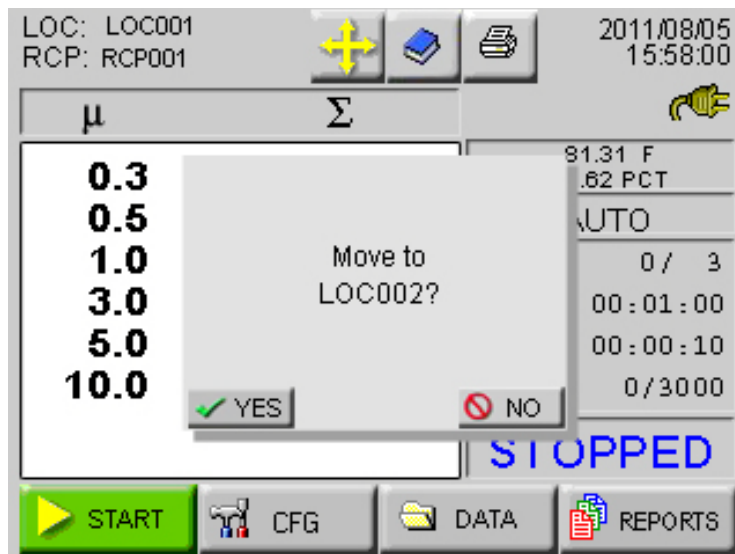 LOC: LOC001
RCP: RCP001
2011/08/05
15:58:00
μ Σ
0.3
0.5
1.0
3.0
5.0
10.0
81.31 F
.62 PCT
AUTO
0/ 3
00:01:00
00:00:10
0/3000
STOPPED
Move to
LOC002?
YES NO
START CFG DATA REPORTS